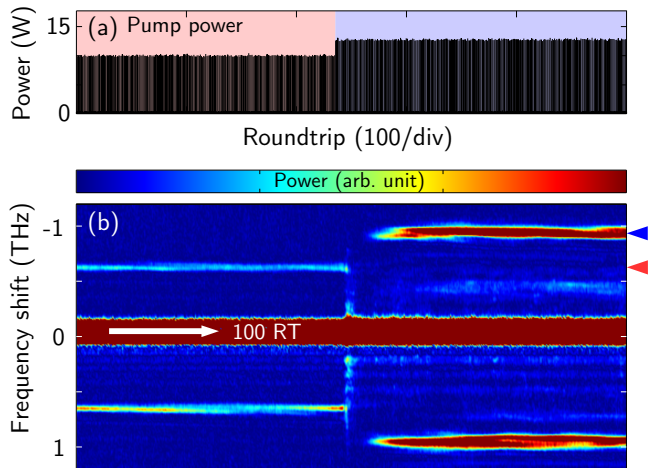 (a) Pump power
Power (W)
15
0
Roundtrip (100/div)
Power (arb. unit)
(b)
Frequency shift (THz)
-1
0
1
100 RT